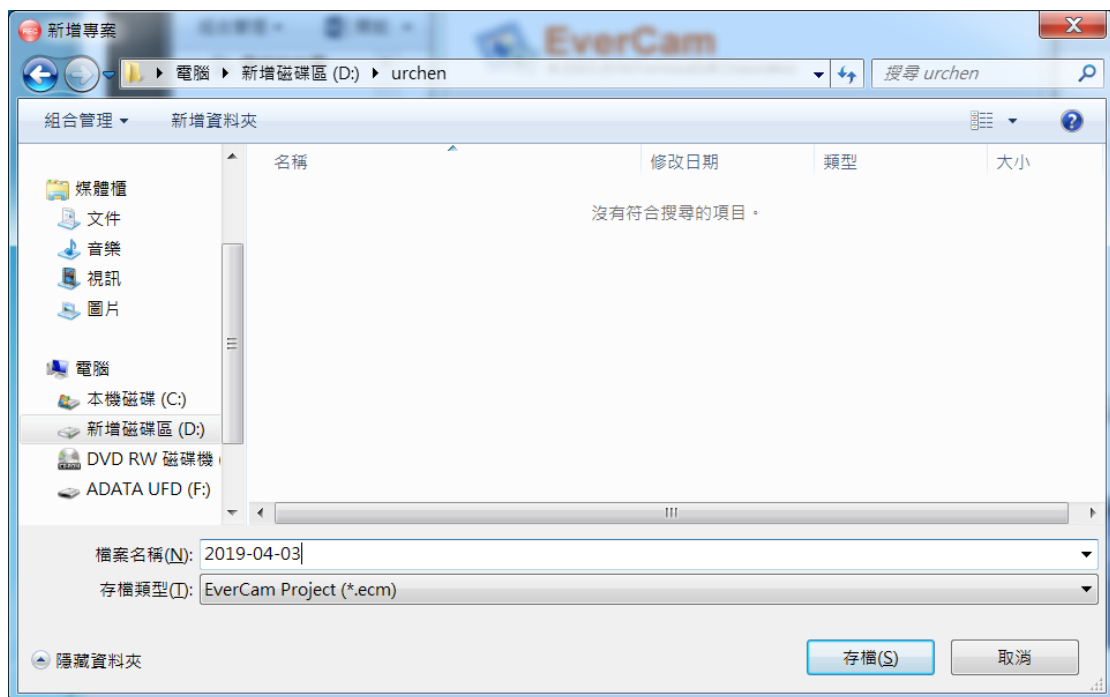 新增專案
EverCam
電腦 新增磁碟區 (D:) urchen
搜尋 urchen
組合管理 新增資料夾
名稱 修改日期 類型 大小
沒有符合搜尋的項目。
媒體櫃
文件
音樂
視訊
圖片
電腦
本機磁碟 (C:)
新增磁碟區 (D:)
DVD RW 磁碟機 (
ADATA UFD (F:)
檔案名稱(N): 2019-04-03
存檔類型(T): EverCam Project (*.ecm)
隱藏資料夾
存檔(S) 取消